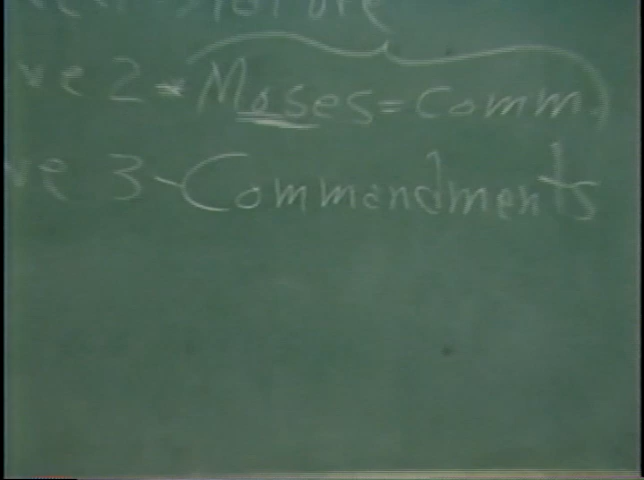 ve 2 - Moses = Comm.
ve 3 - Commandments